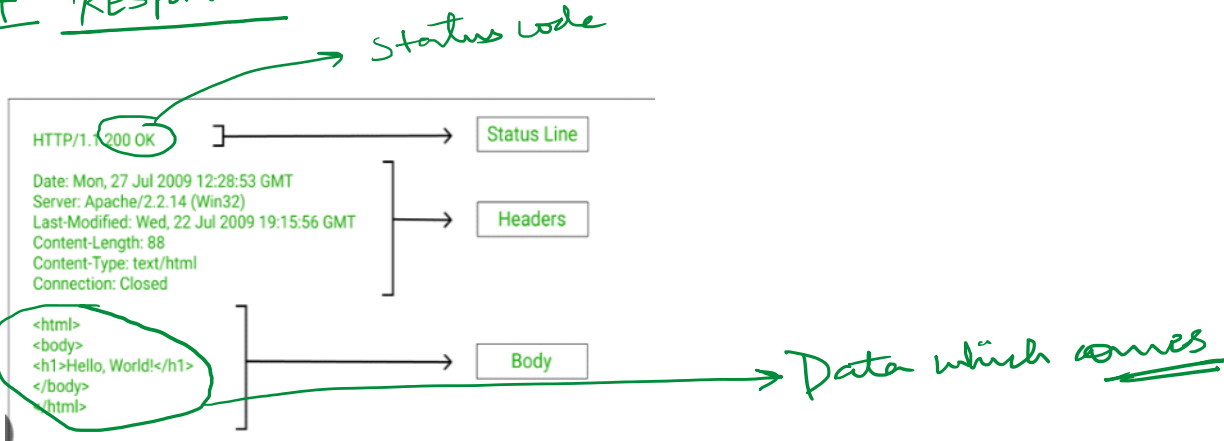 Respon
Status code
HTTP/1.1 200 OK
Status Line
Date: Mon, 27 Jul 2009 12:28:53 GMT
Server: Apache/2.2.14 (Win32)
Last-Modified: Wed, 22 Jul 2009 19:15:56 GMT
Content-Length: 88
Content-Type: text/html
Connection: Closed
Headers
<html>
<body>
<h1>Hello, World!</h1>
</body>
</html>
Body
Data which comes